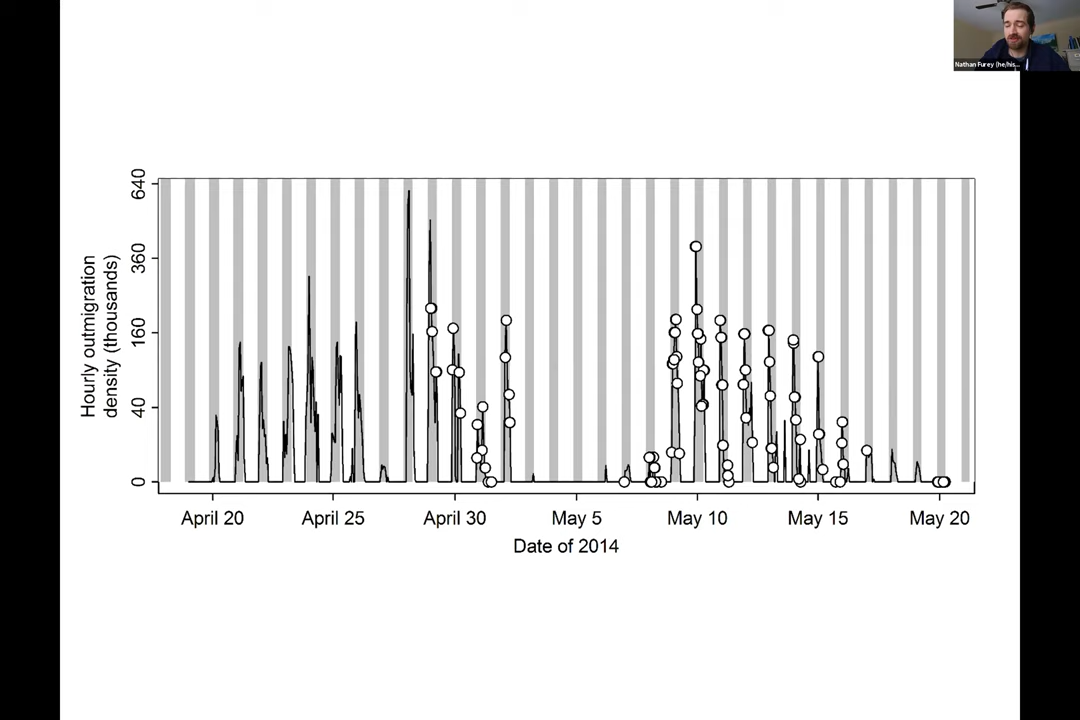 Nathan Furey (he/his...
640
360
160
40
0
Hourly outmigration
density (thousands)
April 20 April 25 April 30 May 5 May 10 May 15 May 20
Date of 2014